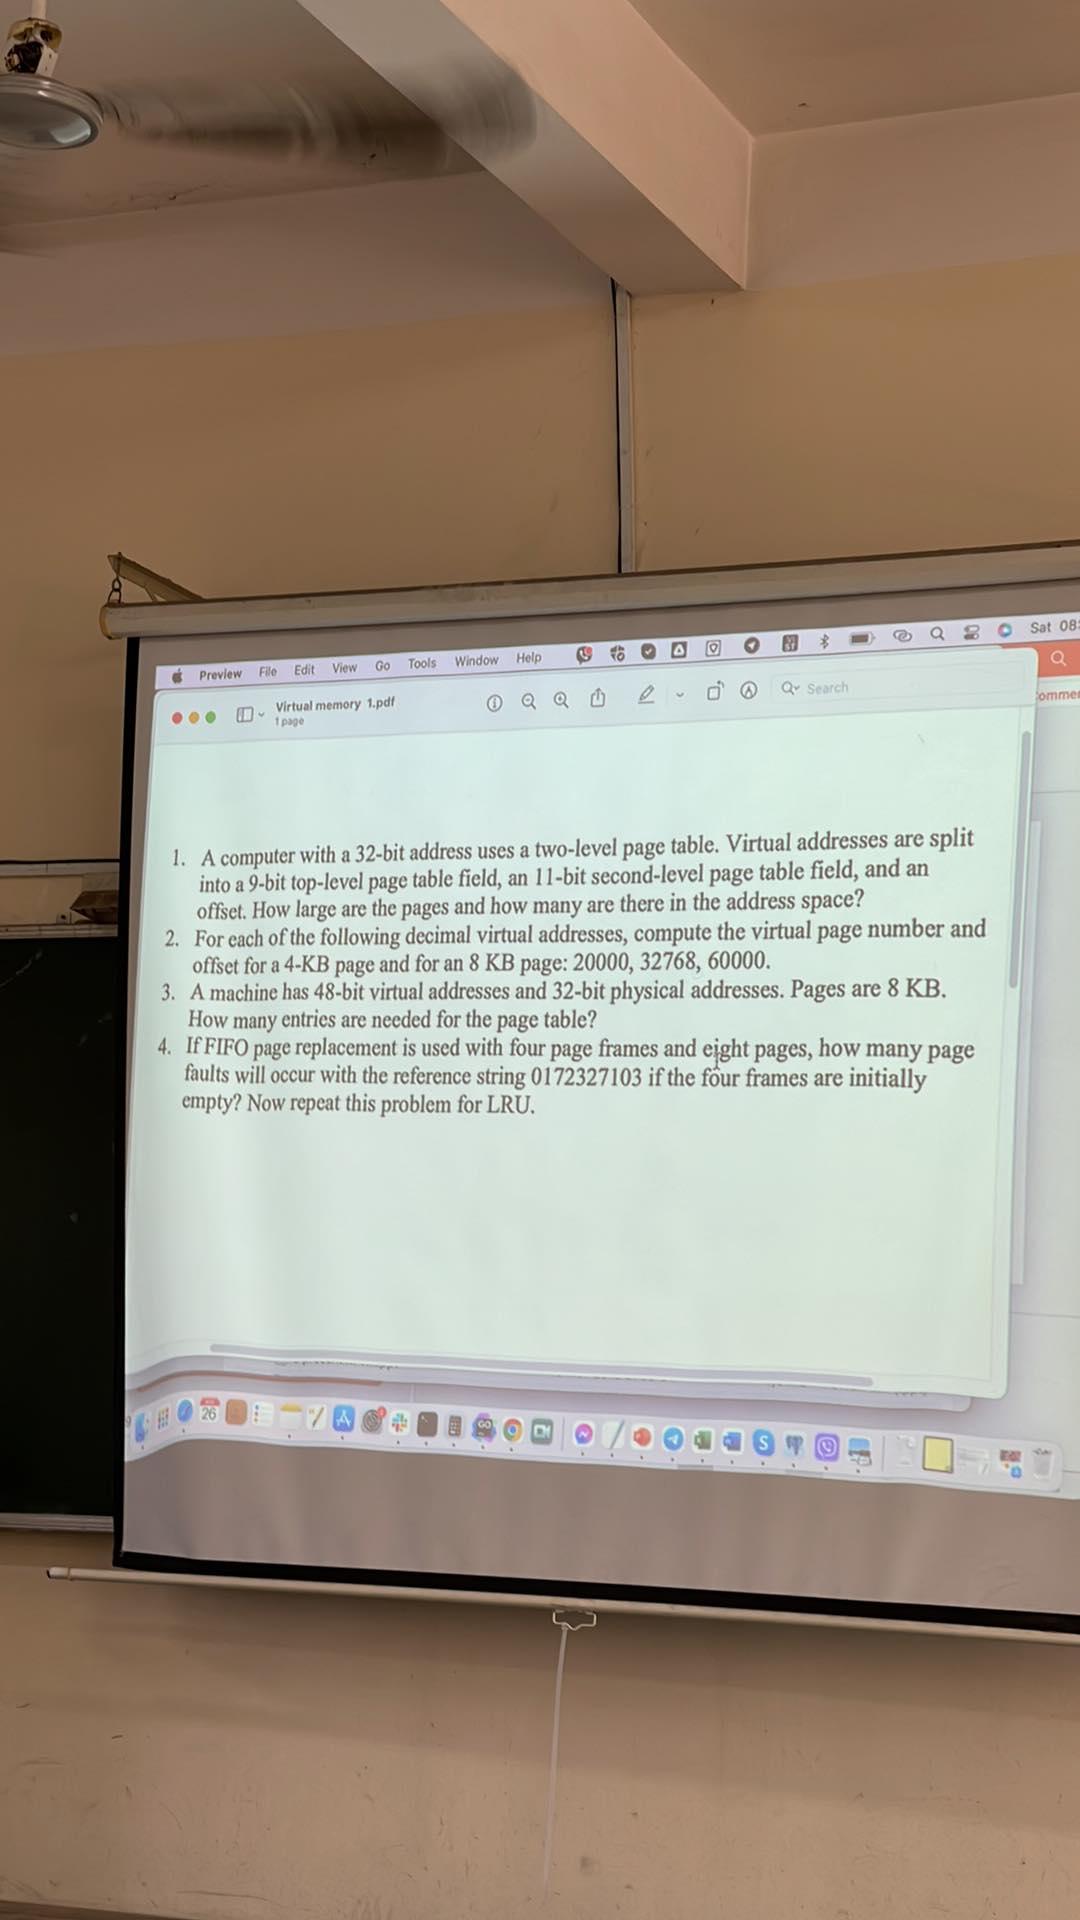 Preview File Edit View Go Tools Window Help Sat 08:
Virtual memory 1.pdf
1 page
Search
1. A computer with a 32-bit address uses a two-level page table. Virtual addresses are split
into a 9-bit top-level page table field, an 11-bit second-level page table field, and an
offset. How large are the pages and how many are there in the address space?
2. For each of the following decimal virtual addresses, compute the virtual page number and
offset for a 4-KB page and for an 8 KB page: 20000, 32768, 60000.
3. A machine has 48-bit virtual addresses and 32-bit physical addresses. Pages are 8 KB.
How many entries are needed for the page table?
4. If FIFO page replacement is used with four page frames and eight pages, how many page
faults will occur with the reference string 0172327103 if the four frames are initially
empty? Now repeat this problem for LRU.
26
GO
S